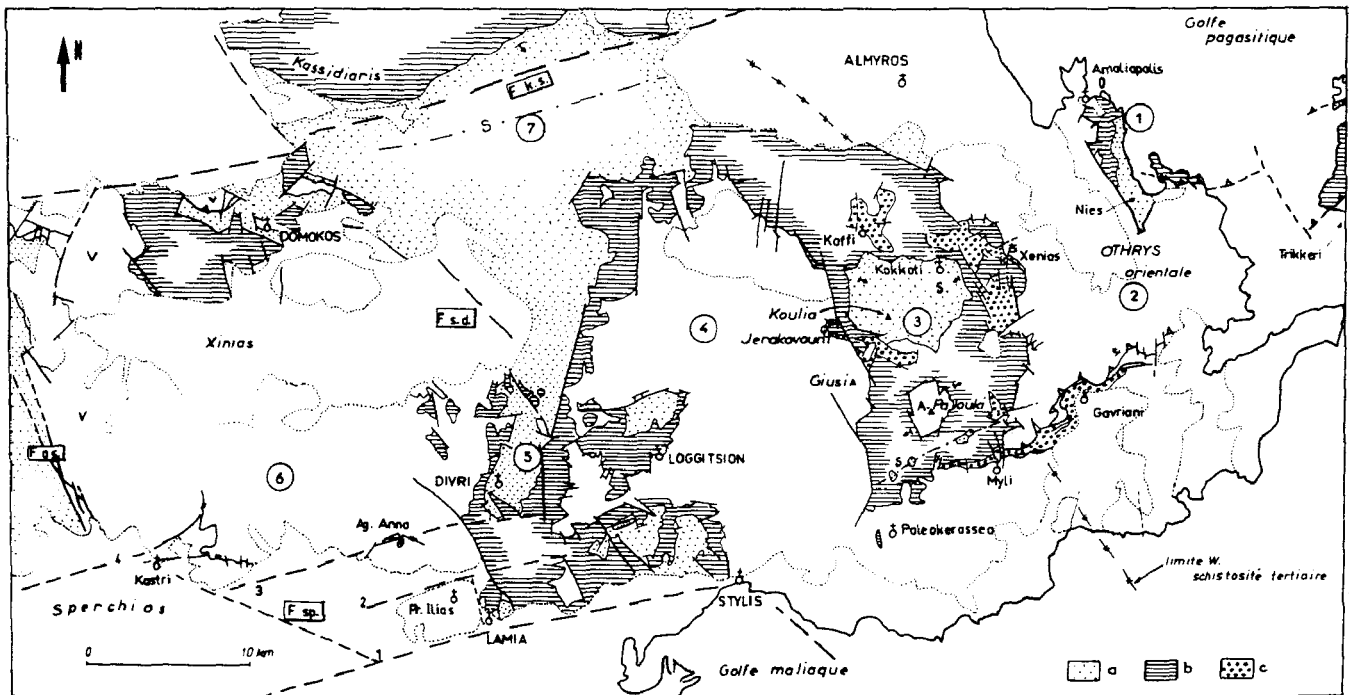 N
Kassidiaris
F k.s.
S
7
ALMYROS
Golfe
pagasitique
Amaliapolis
1
Nies
Trikkeri
OTHRYS
orientale
2
V
DOMOKOS
V
Xinias
F s.d.
V
Koffi
Kokkoti
S.
Xenias
S
Koulia
3
Jerakovouni
4
Giusia
Gavriani
S
Myli
F a.s.
6
DIVRI
5
LOGGITSION
Ag. Anna
Paleokerassea
4
Kastri
3
2
Sperchios
F sp.
Pr. Ilias
LAMIA
1
STYLIS
limite W.
schistosité tertiaire
0
10 km
Golfe maliaque
a
b
c